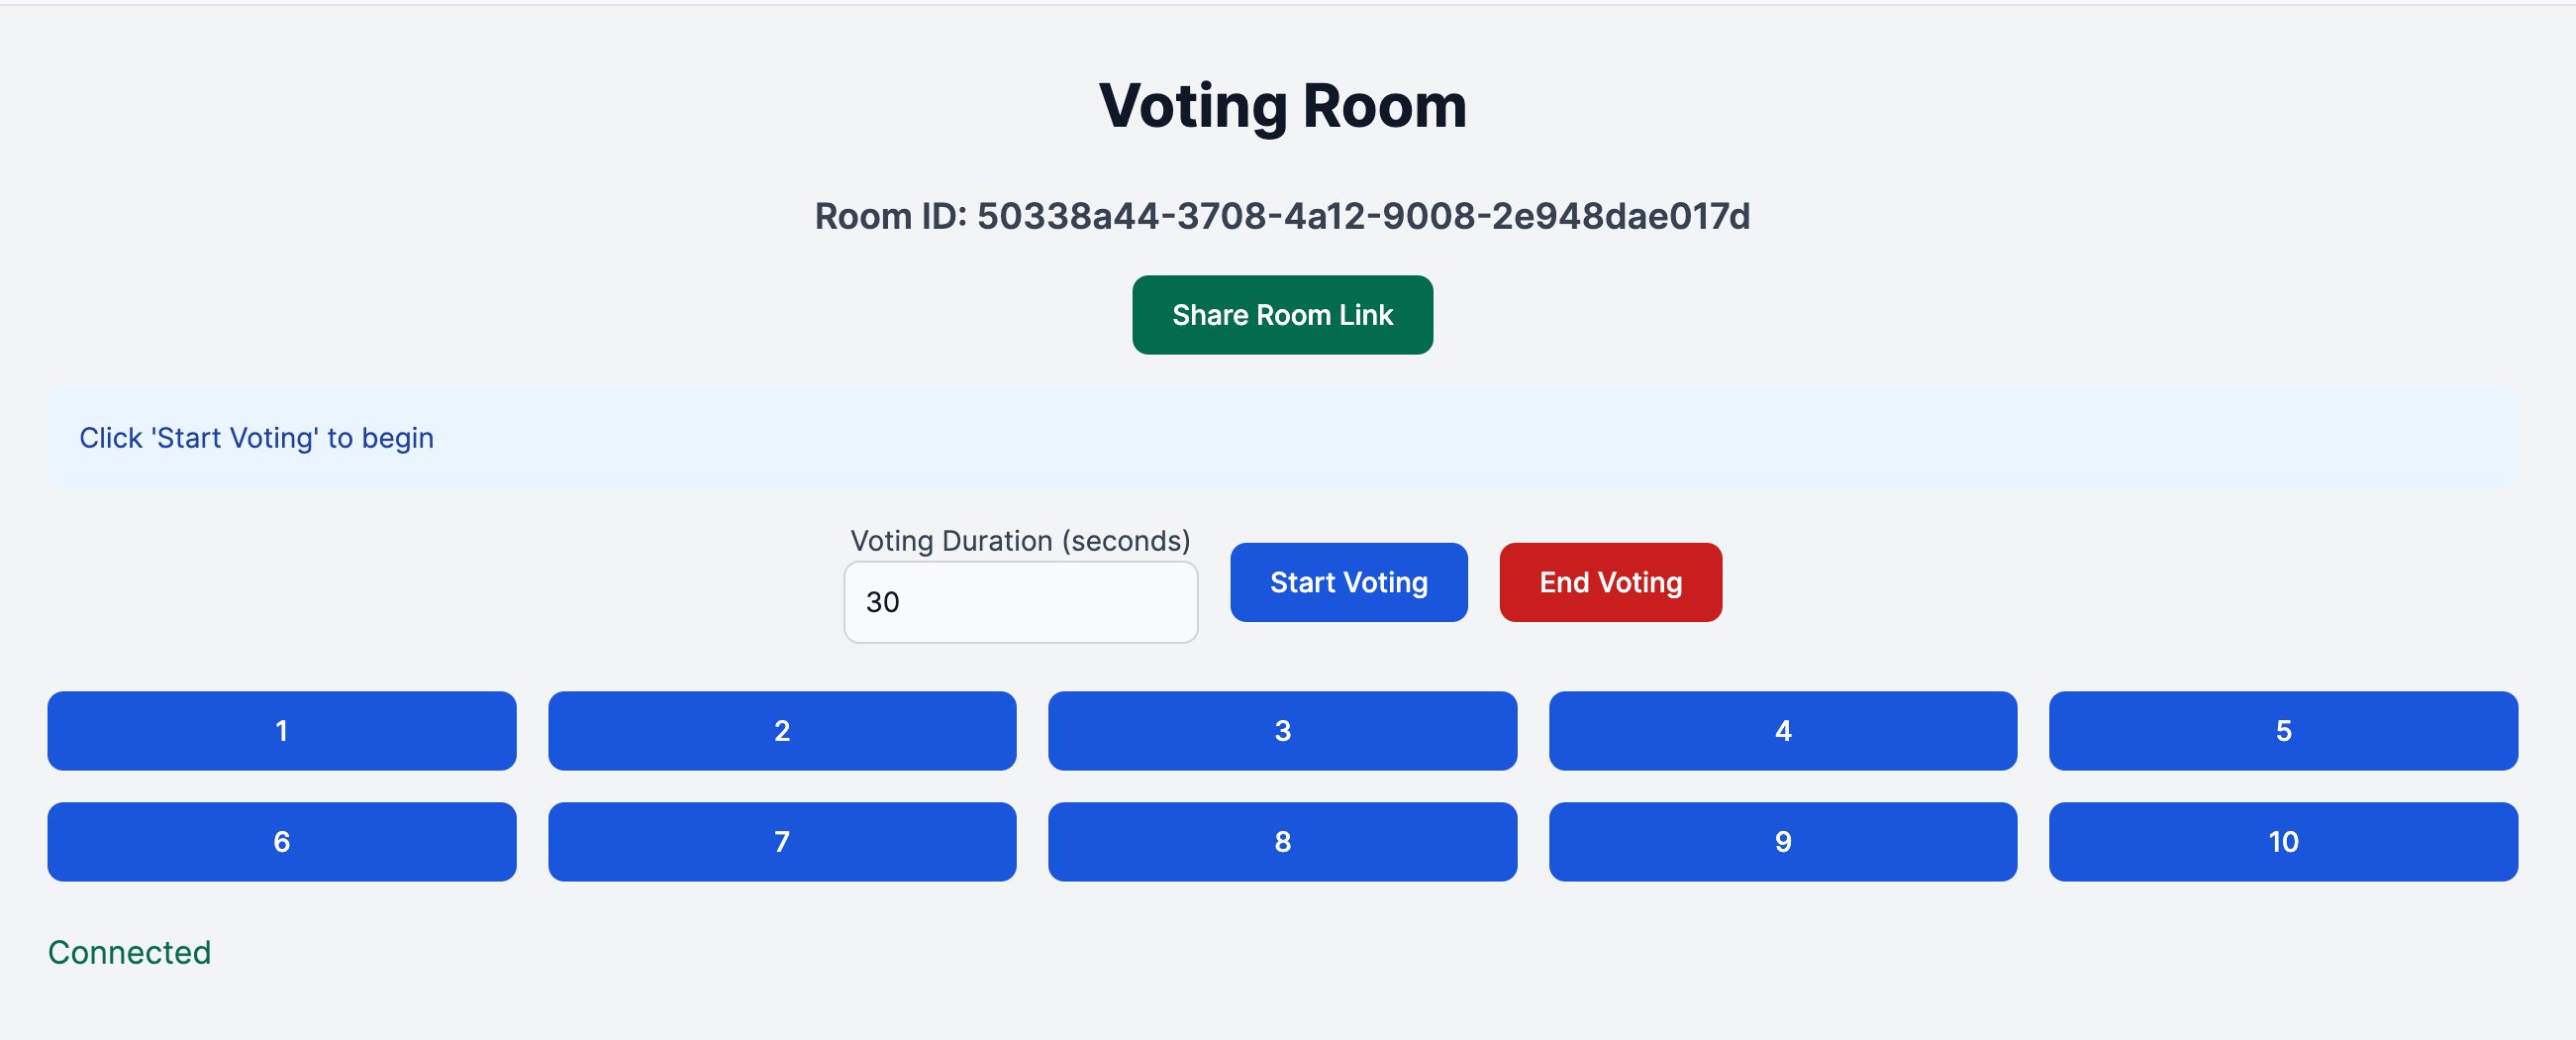 Voting Room
Room ID: 50338a44-3708-4a12-9008-2e948dae017d
Share Room Link
Click 'Start Voting' to begin
Voting Duration (seconds)
30
Start Voting
End Voting
1 2 3 4 5
6 7 8 9 10
Connected